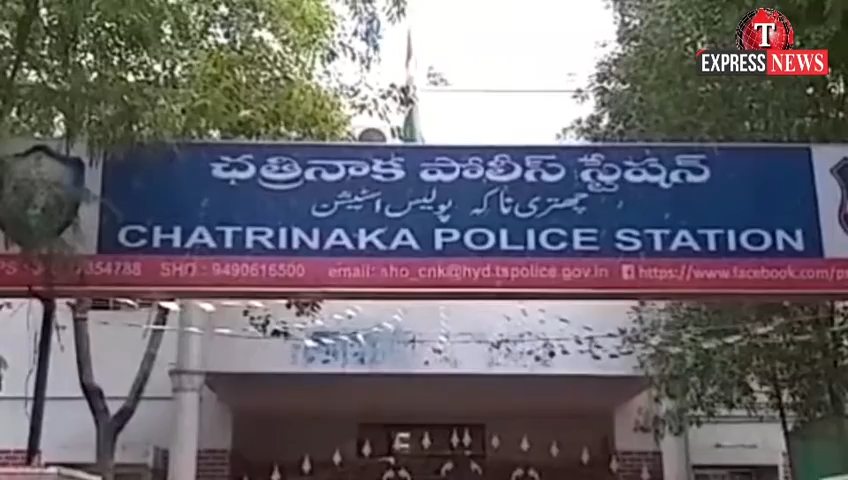 T
EXPRESS NEWS
ఛత్రినాక పోలీస్ స్టేషన్
چھتری ناکہ پولیس اسٹیشن
CHATRINAKA POLICE STATION
354788 SHO : 9490616500 email: sho_cnk@hyd.tspolice.gov.in https://www.facebook.com/